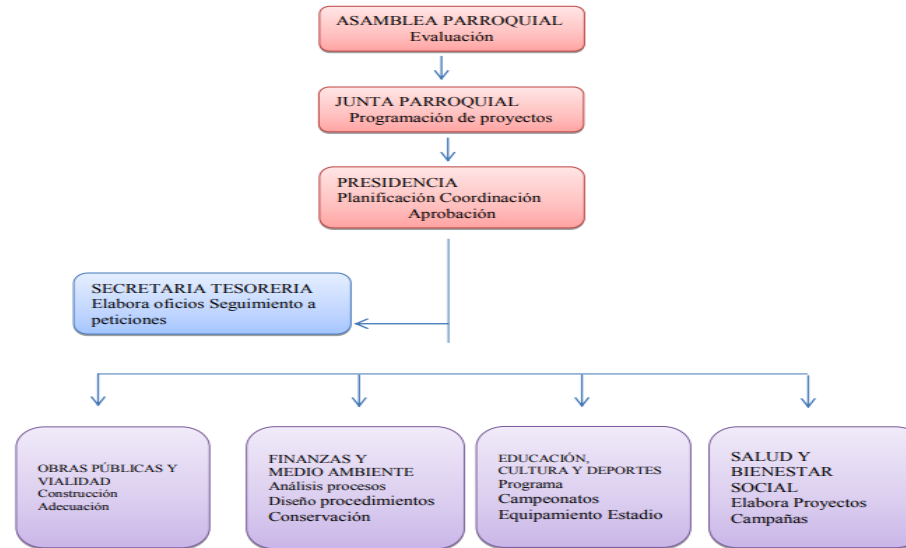 ASAMBLEA PARROQUIAL
Evaluación
JUNTA PARROQUIAL
Programación de proyectos
PRESIDENCIA
Planificación Coordinación
Aprobación
SECRETARIA TESORERIA
Elabora oficios Seguimiento a
peticiones
OBRAS PÚBLICAS Y
VIALIDAD
Construcción
Adecuación
FINANZAS Y
MEDIO AMBIENTE
Análisis procesos
Diseño procedimientos
Conservación
EDUCACIÓN,
CULTURA Y DEPORTES
Programa
Campeonatos
Equipamiento Estadio
SALUD Y
BIENESTAR
SOCIAL
Elabora Proyectos
Campañas